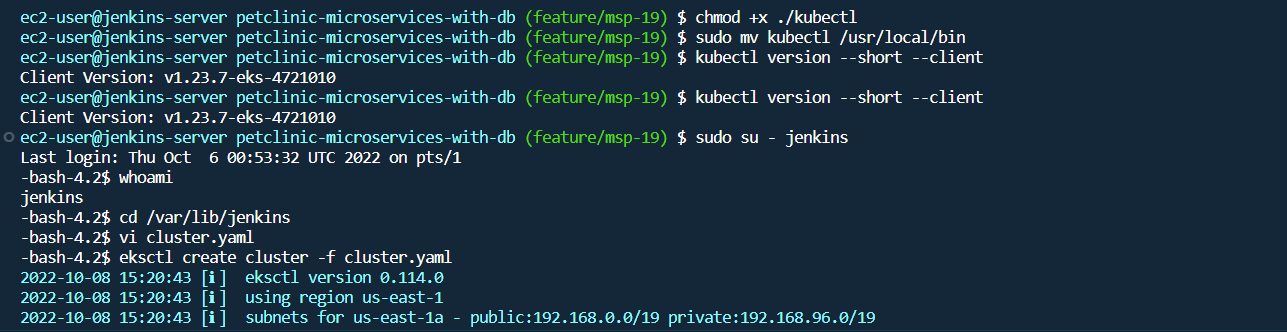 ec2-user@jenkins-server petclinic-microservices-with-db (feature/msp-19) $ chmod +x ./kubectl
ec2-user@jenkins-server petclinic-microservices-with-db (feature/msp-19) $ sudo mv kubectl /usr/local/bin
ec2-user@jenkins-server petclinic-microservices-with-db (feature/msp-19) $ kubectl version --short --client
Client Version: v1.23.7-eks-4721010
ec2-user@jenkins-server petclinic-microservices-with-db (feature/msp-19) $ kubectl version --short --client
Client Version: v1.23.7-eks-4721010
ec2-user@jenkins-server petclinic-microservices-with-db (feature/msp-19) $ sudo su - jenkins
Last login: Thu Oct  6 00:53:32 UTC 2022 on pts/1
-bash-4.2$ whoami
jenkins
-bash-4.2$ cd /var/lib/jenkins
-bash-4.2$ vi cluster.yaml
-bash-4.2$ eksctl create cluster -f cluster.yaml
2022-10-08 15:20:43 [ℹ]  eksctl version 0.114.0
2022-10-08 15:20:43 [ℹ]  using region us-east-1
2022-10-08 15:20:43 [ℹ]  subnets for us-east-1a - public:192.168.0.0/19 private:192.168.96.0/19